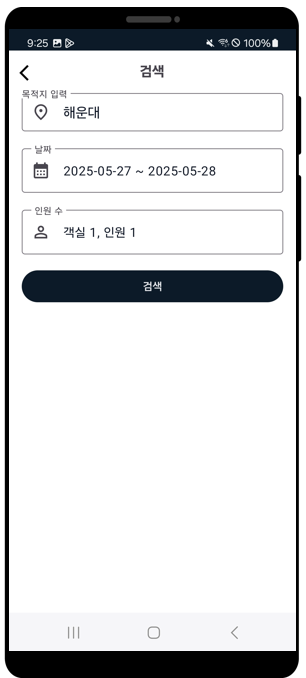 9:25 100%
검색
목적지 입력
해운대
날짜
2025-05-27 ~ 2025-05-28
인원 수
객실 1, 인원 1
검색